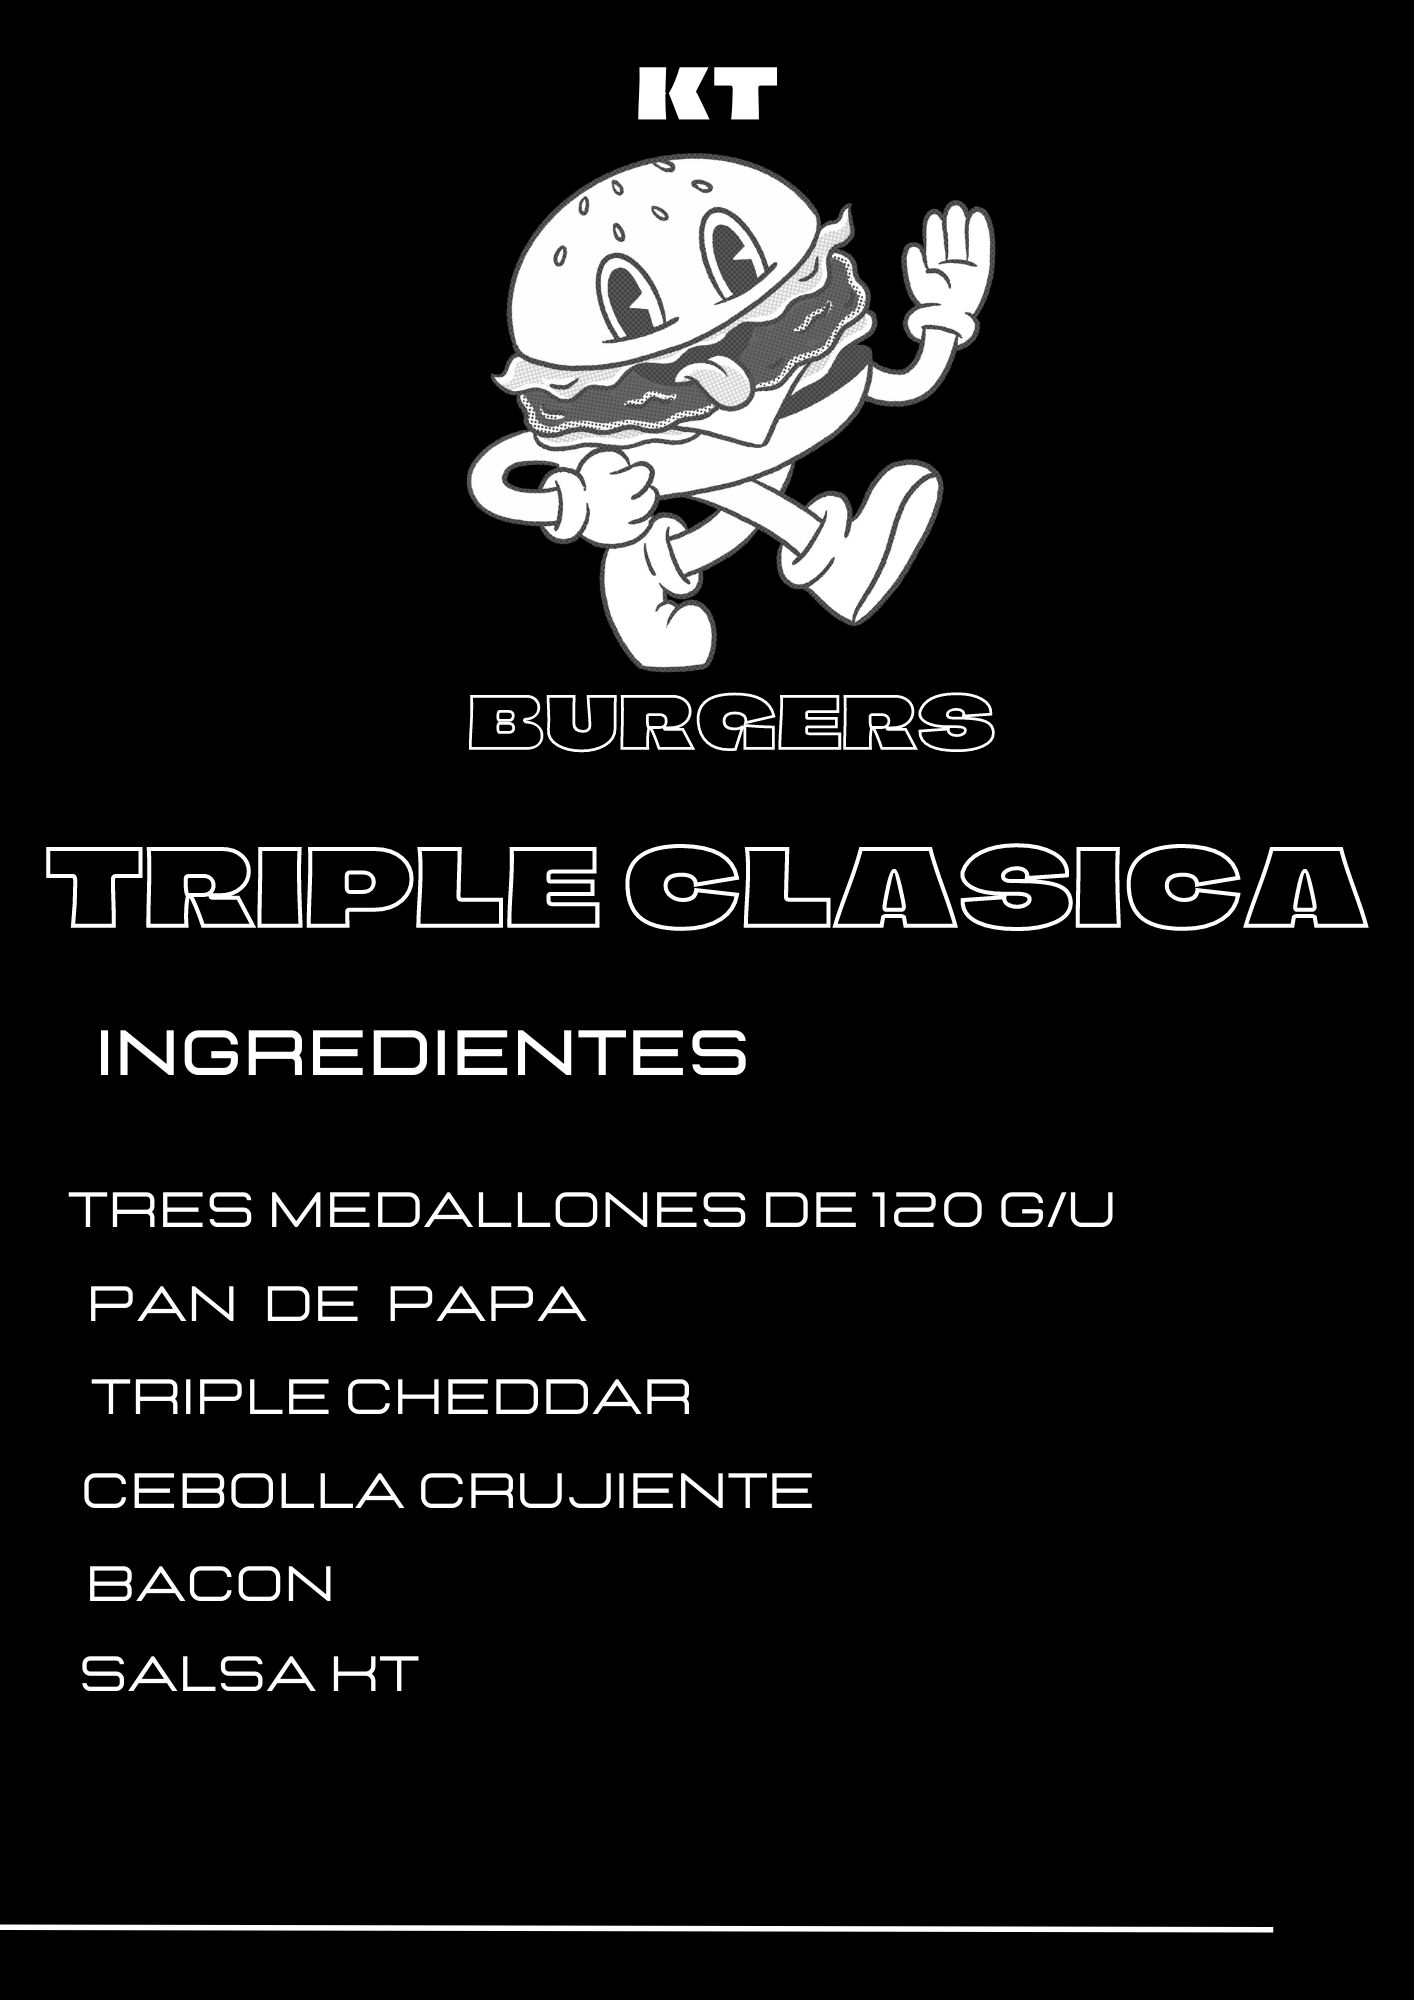 KT
BURGERS
TRIPLE CLASICA
INGREDIENTES
TRES MEDALLONES DE 120 G/U
PAN DE PAPA
TRIPLE CHEDDAR
CEBOLLA CRUJIENTE
BACON
SALSA KT